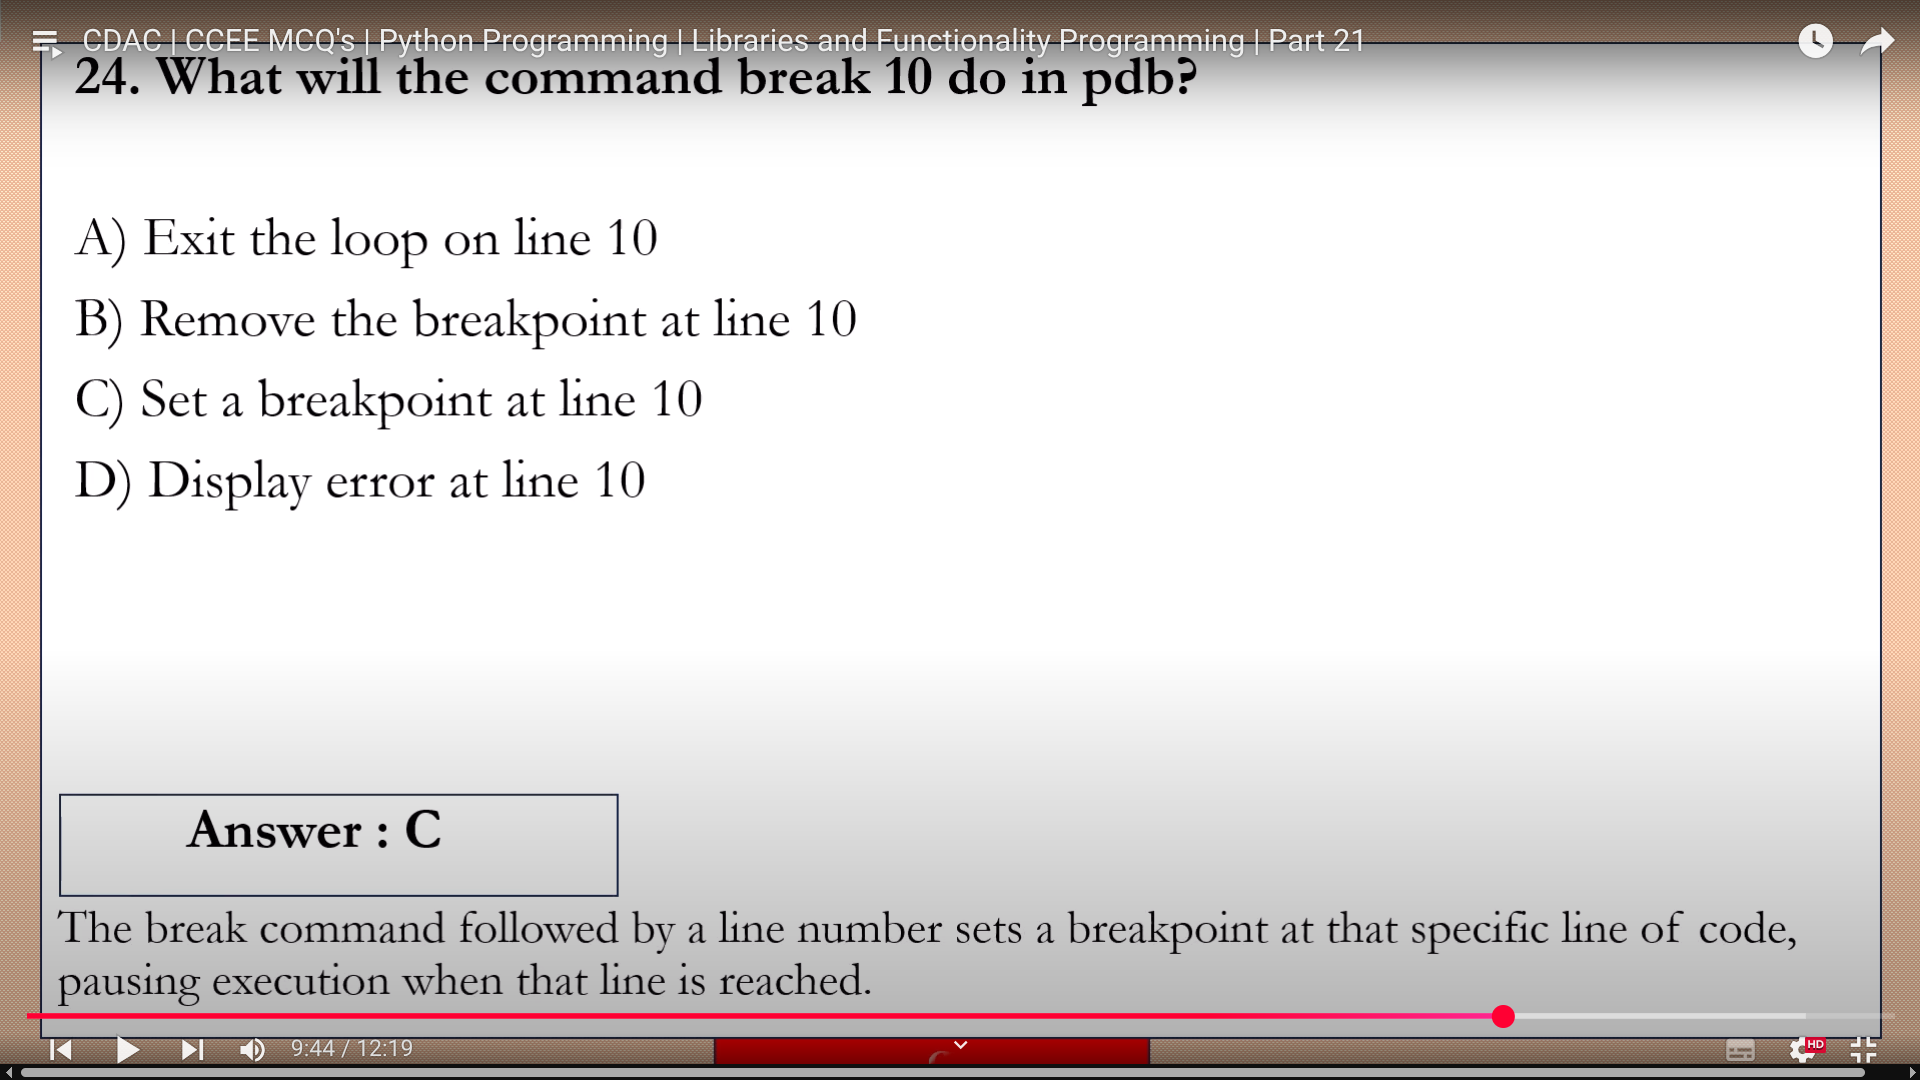 CDAC | CCEE MCQ's | Python Programming | Libraries and Functionality Programming | Part 21
24. What will the command break 10 do in pdb?
A) Exit the loop on line 10
B) Remove the breakpoint at line 10
C) Set a breakpoint at line 10
D) Display error at line 10
Answer : C
The break command followed by a line number sets a breakpoint at that specific line of code,
pausing execution when that line is reached.
9:44 / 12:19
HD